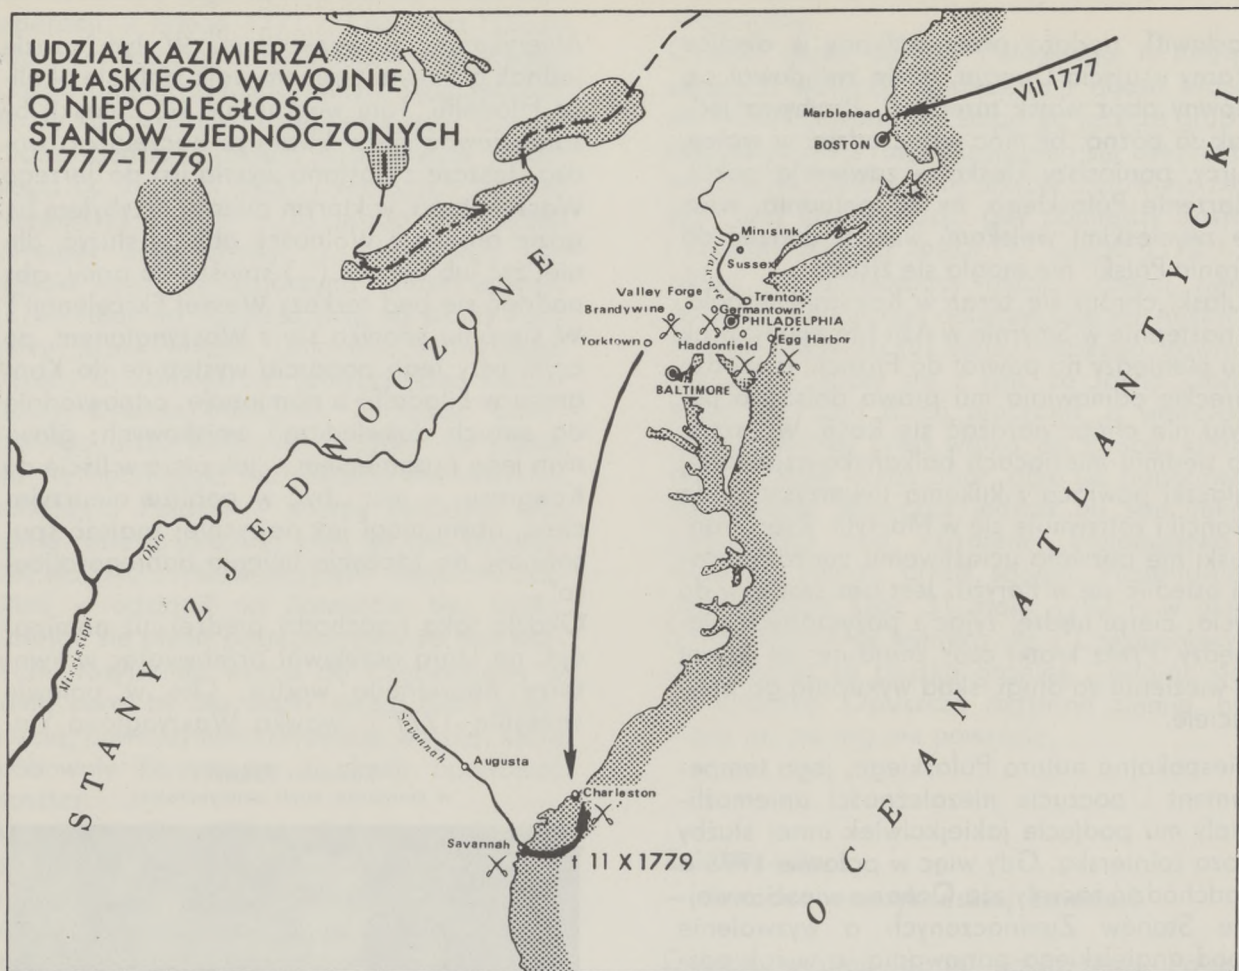 UDZIAŁ KAZIMIERZA
PUŁASKIEGO W WOJNIE
O NIEPODLEGŁOŚĆ
STANÓW ZJEDNOCZONYCH
(1777-1779)
VII 1777
Marblehead
BOSTON
Minisink
Delaware
Sussex
Valley Forge
Trenton
Brandywine
Germantown
PHILADELPHIA
Yorktown
Haddonfield
Egg Harbor
BALTIMORE
STANY ZJEDNOCZONE
Ohio
Mississippi
OCEAN ATLANTYCKI
Savannah
Augusta
Charleston
Savannah
† 11 X 1779